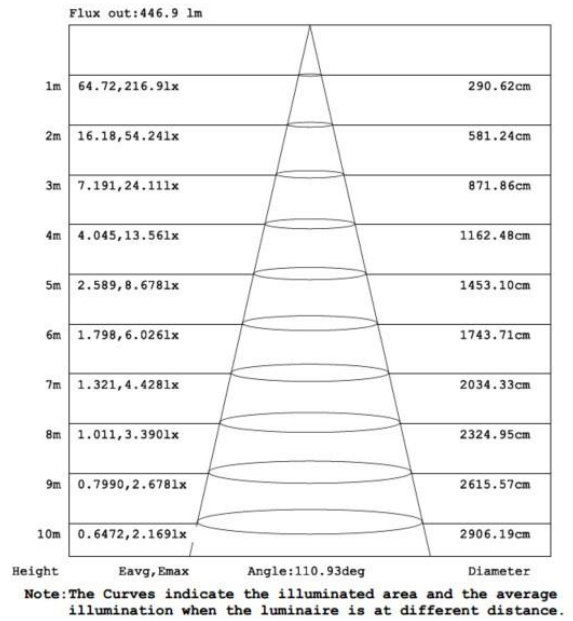 Flux out:446.9 lm
1m 64.72,216.9lx 290.62cm
2m 16.18,54.24lx 581.24cm
3m 7.191,24.11lx 871.86cm
4m 4.045,13.56lx 1162.48cm
5m 2.589,8.678lx 1453.10cm
6m 1.798,6.026lx 1743.71cm
7m 1.321,4.428lx 2034.33cm
8m 1.011,3.390lx 2324.95cm
9m 0.7990,2.678lx 2615.57cm
10m 0.6472,2.169lx 2906.19cm
Height Eavg,Emax Angle:110.93deg Diameter
Note:The Curves indicate the illuminated area and the average
illumination when the luminaire is at different distance.